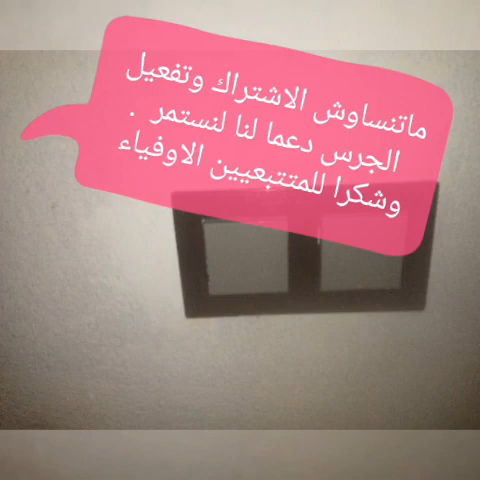 ماتنساوش الاشتراك وتفعيل
الجرس دعما لنا لنستمر .
وشكرا للمتتبعيين الاوفياء